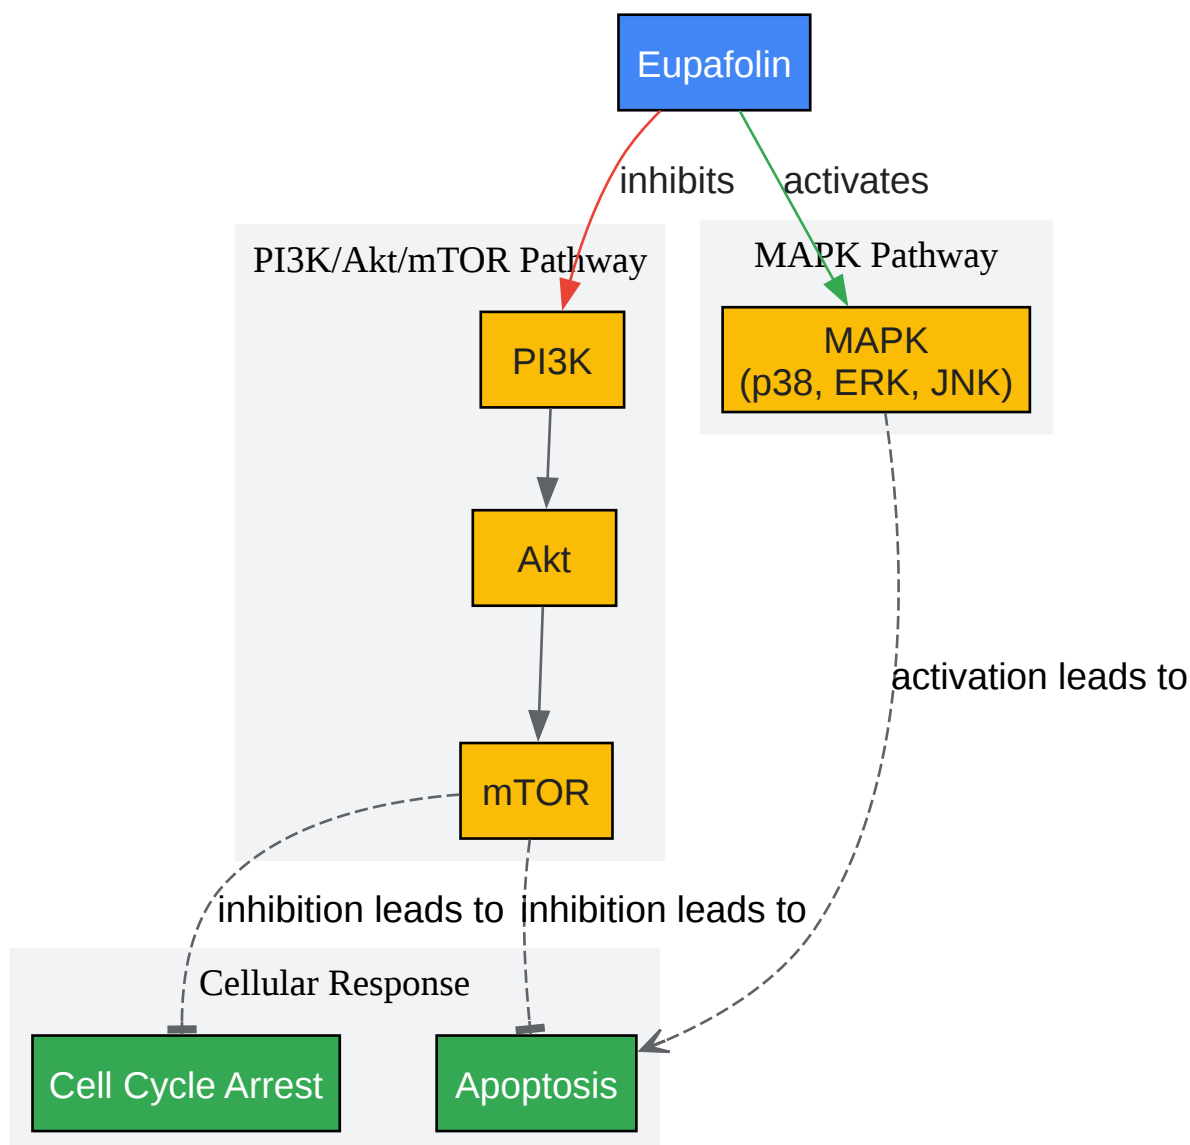 Eupafolin
inhibits
activates
PI3K/Akt/mTOR Pathway
MAPK Pathway
PI3K
MAPK
(p38, ERK, JNK)
Akt
activation leads to
mTOR
inhibition leads to
inhibition leads to
Cellular Response
Cell Cycle Arrest
Apoptosis